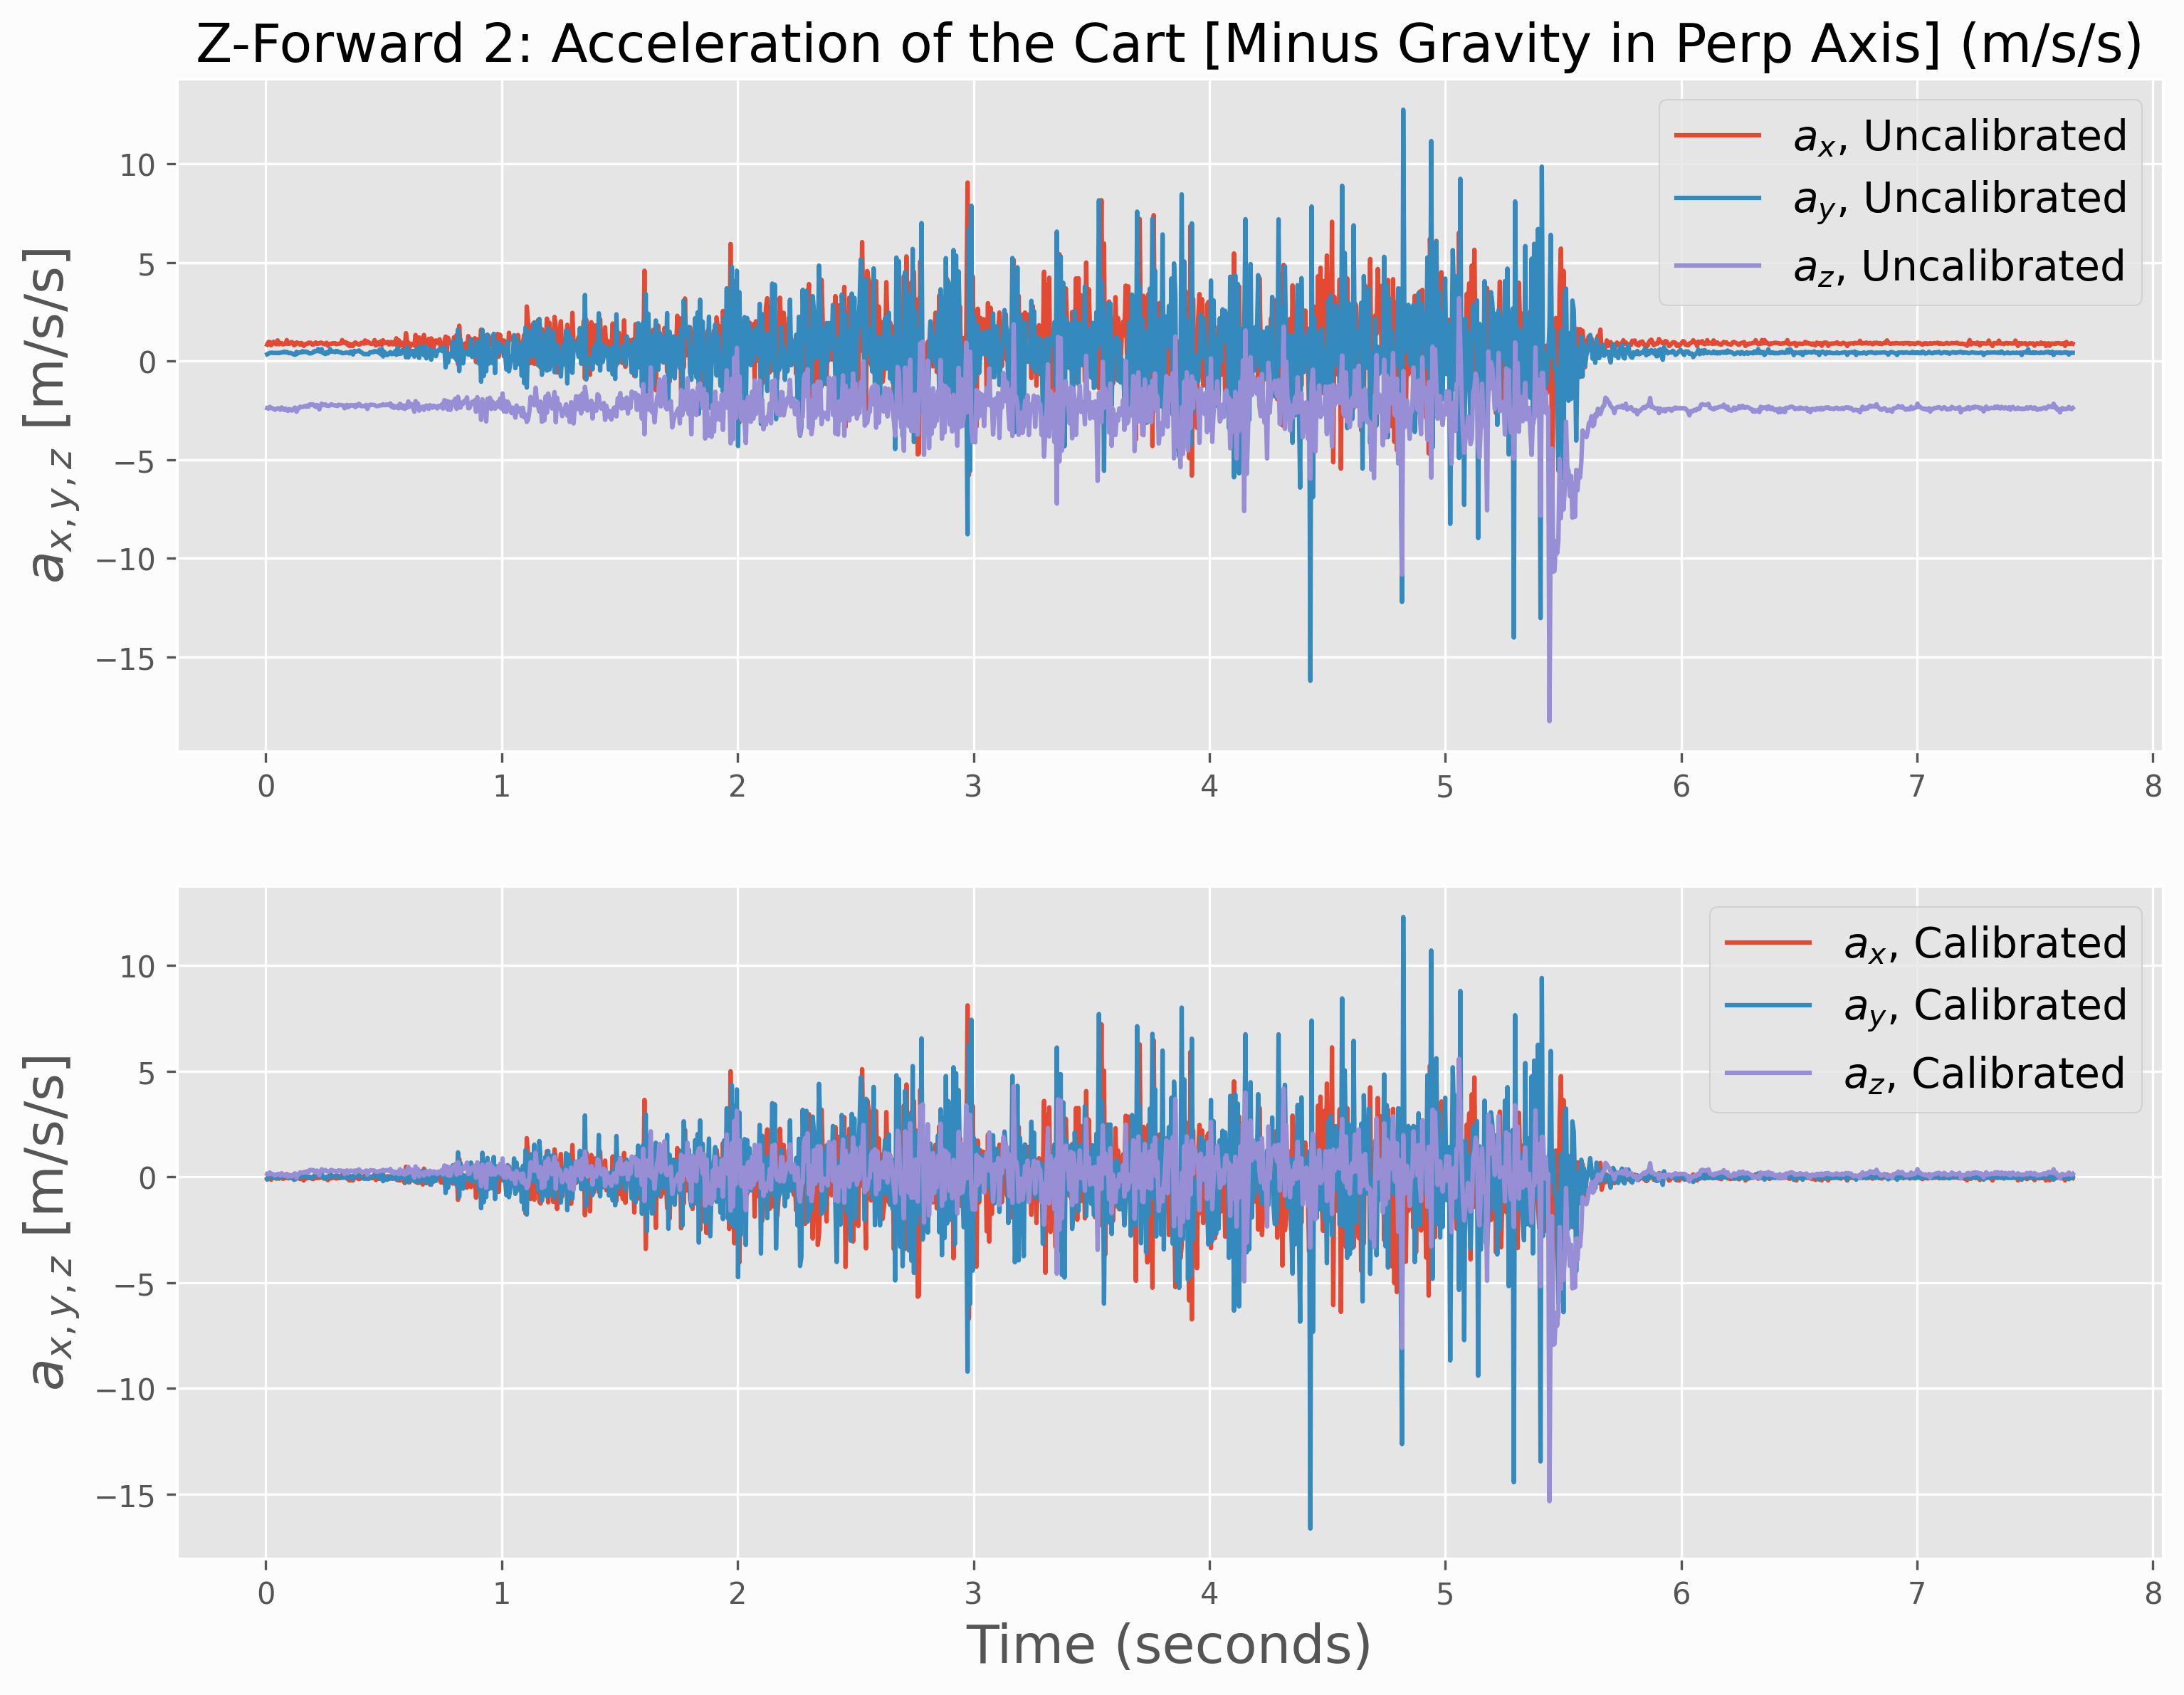 Z-Forward 2: Acceleration of the Cart [Minus Gravity in Perp Axis] (m/s/s)
a_x, Uncalibrated
a_y, Uncalibrated
a_z, Uncalibrated
a_{x, y, z} [m/s/s]
10
5
0
−5
−10
−15
0 1 2 3 4 5 6 7 8
a_x, Calibrated
a_y, Calibrated
a_z, Calibrated
a_{x, y, z} [m/s/s]
10
5
0
−5
−10
−15
0 1 2 3 4 5 6 7 8
Time (seconds)